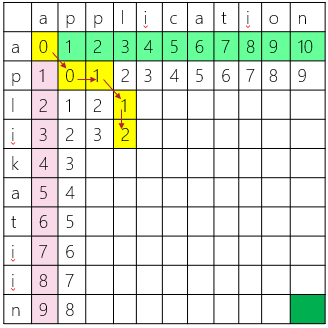 a p p l i c a t i o n
a 0 1 2 3 4 5 6 7 8 9 10
p 1 0 1 2 3 4 5 6 7 8 9
l 2 1 2 1
i 3 2 3 2
k 4 3
a 5 4
t 6 5
i 7 6
i 8 7
n 9 8